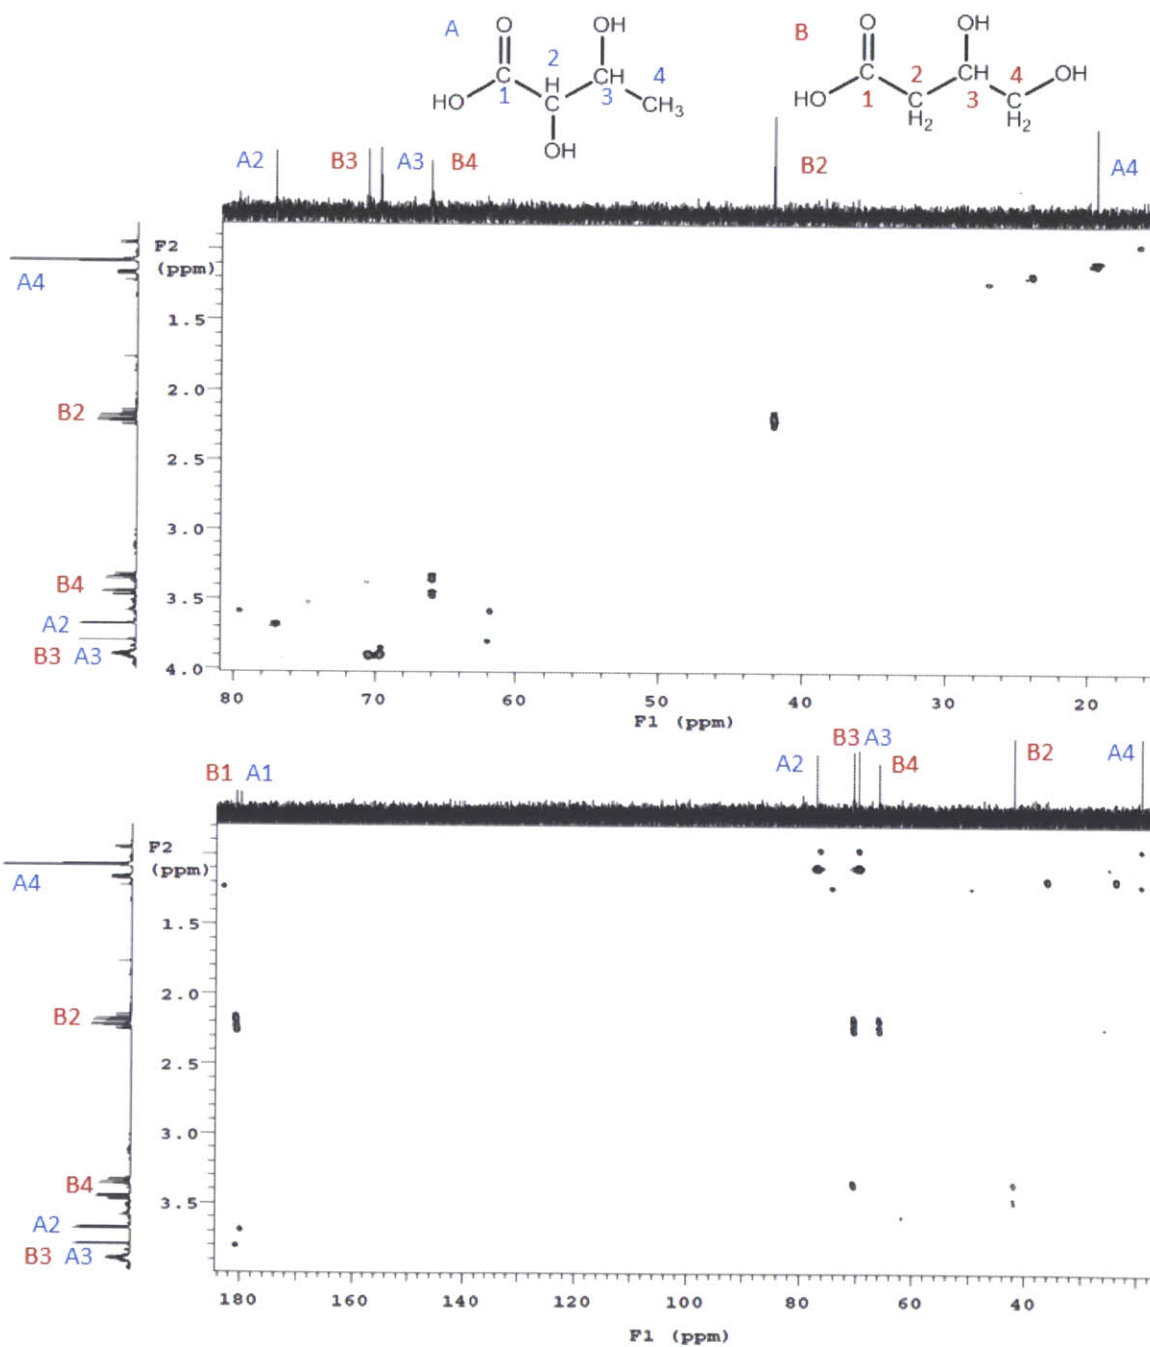 A
O
OH
2
H
CH
4
HO
1
3
CH3
OH
B
O
OH
2
CH
4
OH
HO
1
C
H2
3
C
H2
A2
B3
A3
B4
B2
A4
F2
(ppm)
A4
1.5
2.0
B2
2.5
3.0
B4
3.5
A2
B3 A3
4.0
80 70 60 50 40 30 20
F1 (ppm)
B1 A1
A2
B3 A3
B4
B2
A4
F2
(ppm)
A4
1.5
2.0
B2
2.5
3.0
B4
3.5
A2
B3 A3
180 160 140 120 100 80 60 40
F1 (ppm)